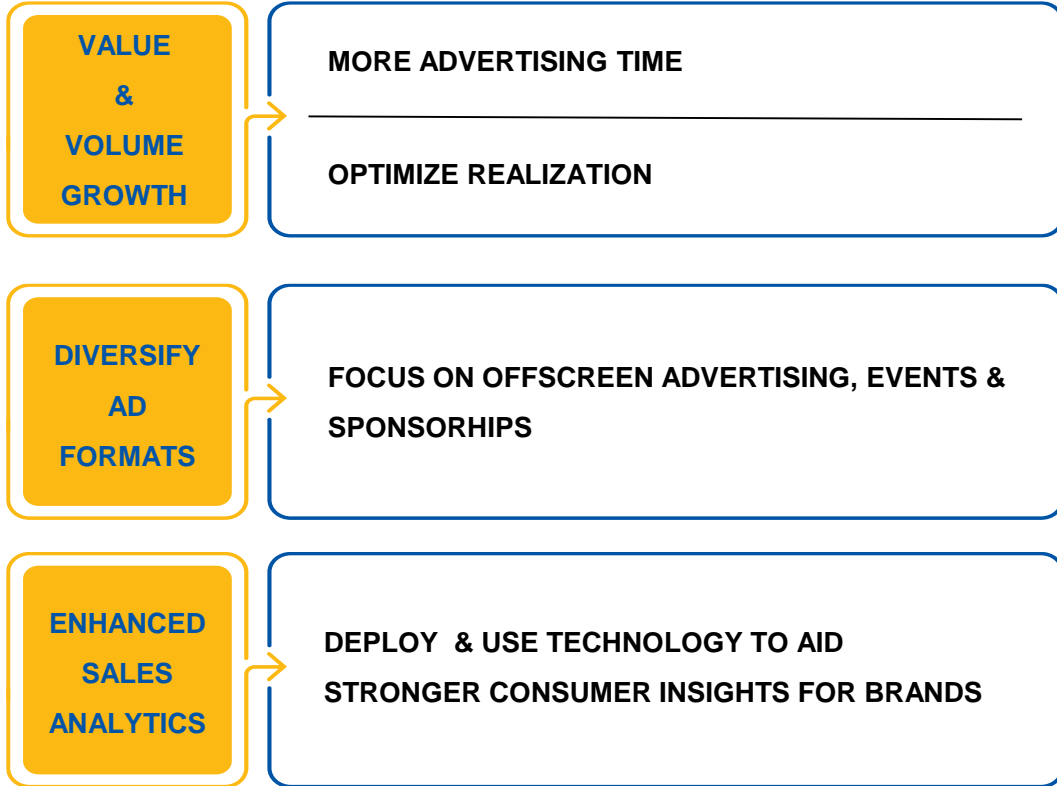 VALUE
&
VOLUME
GROWTH
MORE ADVERTISING TIME
OPTIMIZE REALIZATION
DIVERSIFY
AD
FORMATS
FOCUS ON OFFSCREEN ADVERTISING, EVENTS &
SPONSORHIPS
ENHANCED
SALES
ANALYTICS
DEPLOY  & USE TECHNOLOGY TO AID
STRONGER CONSUMER INSIGHTS FOR BRANDS